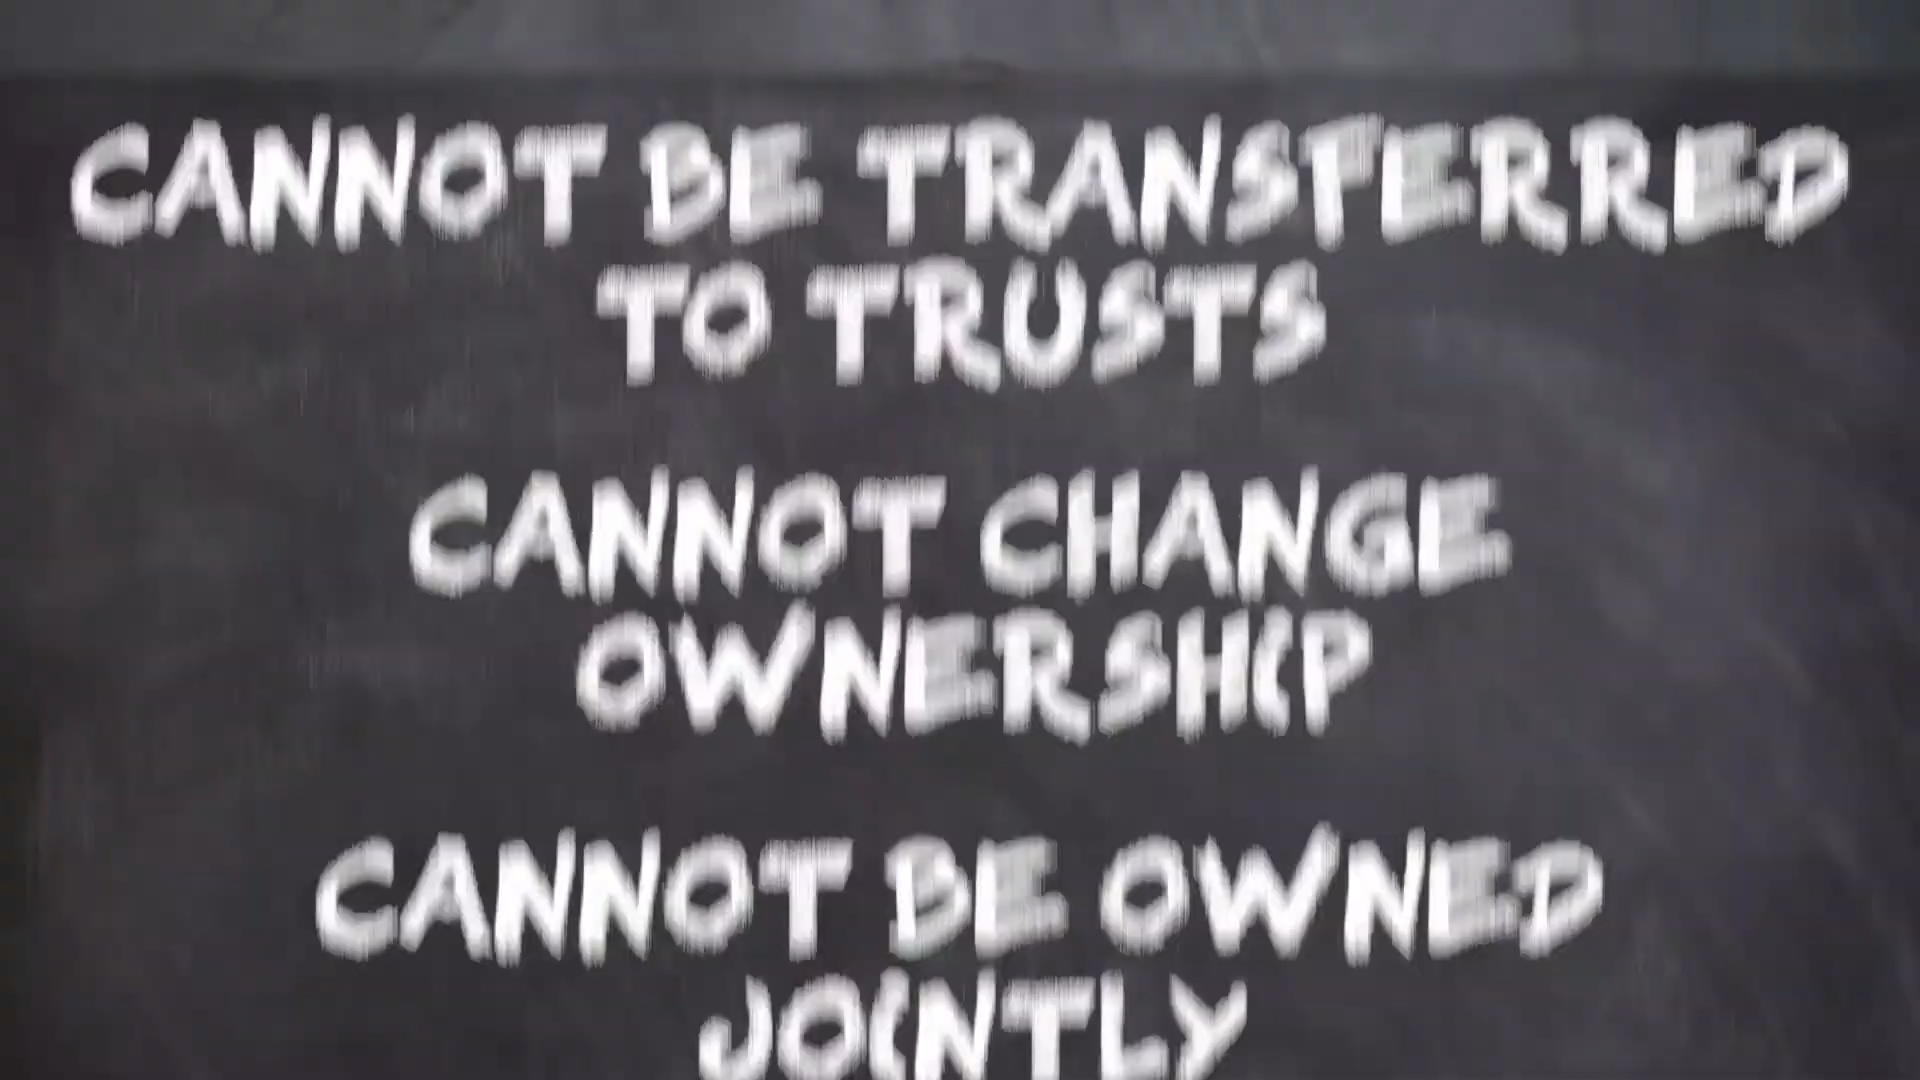 CANNOT BE TRANSFERRED
TO TRUSTS
CANNOT CHANGE
OWNERSHIP
CANNOT BE OWNED
JOINTLY